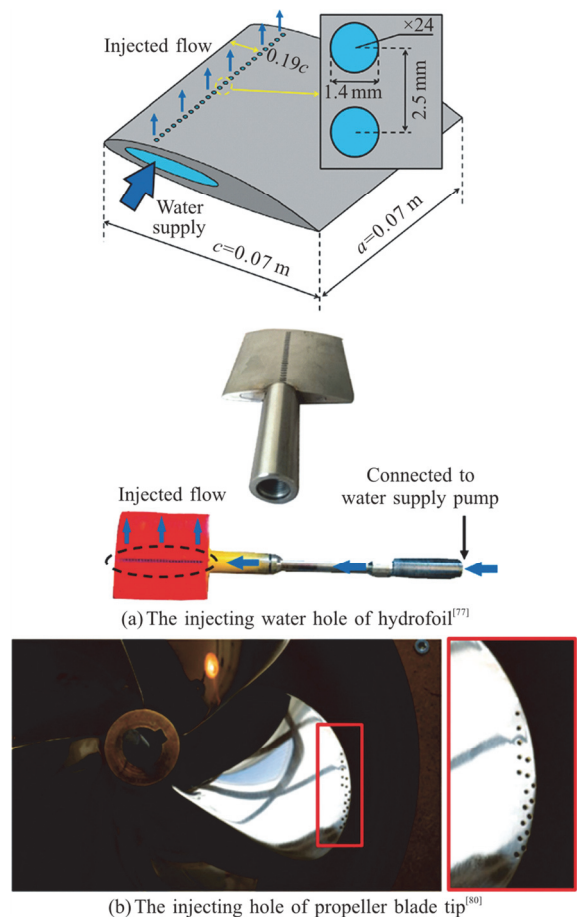 Injected flow
0.19c
×24
1.4 mm
2.5 mm
Water
supply
c=0.07 m
a=0.07 m
Connected to
water supply pump
Injected flow
(a) The injecting water hole of hydrofoil[77]
(b) The injecting hole of propeller blade tip[80]